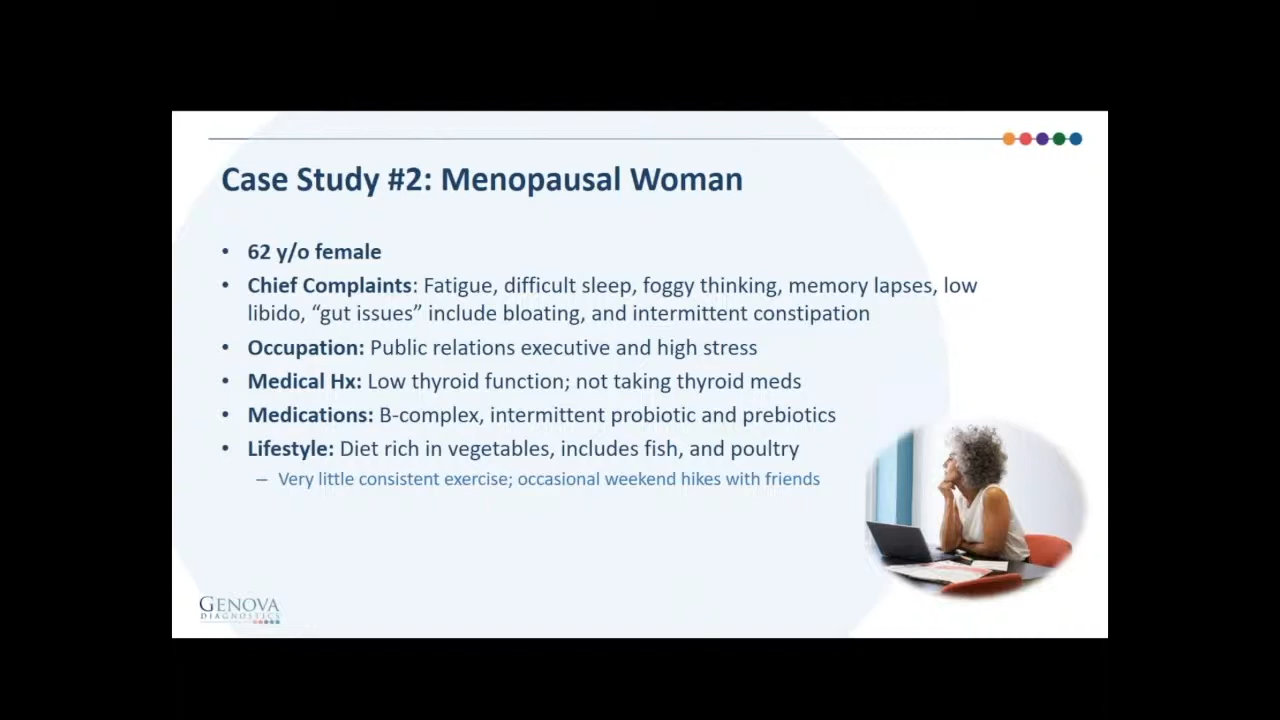 Case Study #2: Menopausal Woman
• 62 y/o female
• Chief Complaints: Fatigue, difficult sleep, foggy thinking, memory lapses, low
libido, “gut issues” include bloating, and intermittent constipation
• Occupation: Public relations executive and high stress
• Medical Hx: Low thyroid function; not taking thyroid meds
• Medications: B-complex, intermittent probiotic and prebiotics
• Lifestyle: Diet rich in vegetables, includes fish, and poultry
– Very little consistent exercise; occasional weekend hikes with friends
GENOVA
DIAGNOSTICS